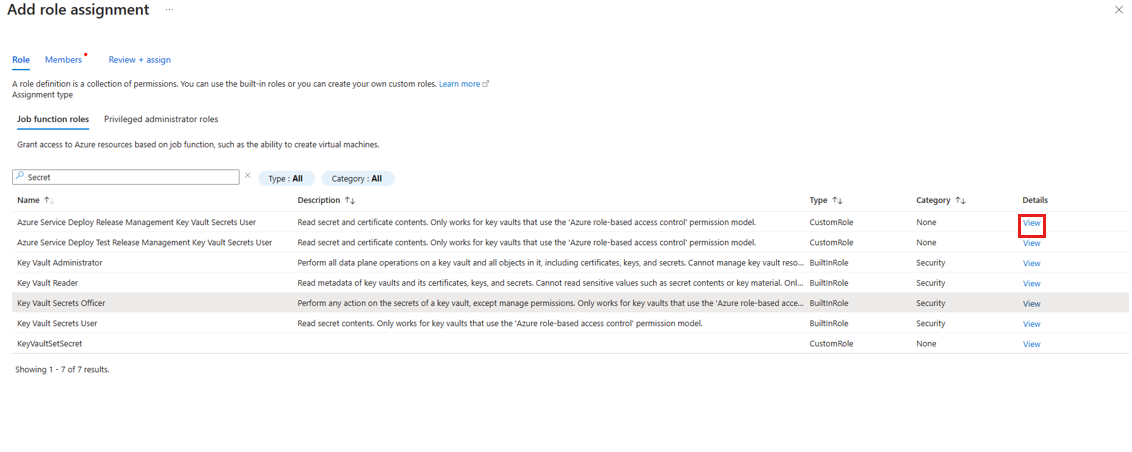 Add role assignment ...
Role Members Review + assign
A role definition is a collection of permissions. You can use the built-in roles or you can create your own custom roles. Learn more
Assignment type
Job function roles Privileged administrator roles
Grant access to Azure resources based on job function, such as the ability to create virtual machines.
Secret Type : All Category : All
Name Description Type Category Details
Azure Service Deploy Release Management Key Vault Secrets User Read secret and certificate contents. Only works for key vaults that use the 'Azure role-based access control' permission model. CustomRole None View
Azure Service Deploy Test Release Management Key Vault Secrets User Read secret and certificate contents. Only works for key vaults that use the 'Azure role-based access control' permission model. CustomRole None View
Key Vault Administrator Perform all data plane operations on a key vault and all objects in it, including certificates, keys, and secrets. Cannot manage key vault reso... BuiltInRole Security View
Key Vault Reader Read metadata of key vaults and its certificates, keys, and secrets. Cannot read sensitive values such as secret contents or key material. Onl... BuiltInRole Security View
Key Vault Secrets Officer Perform any action on the secrets of a key vault, except manage permissions. Only works for key vaults that use the 'Azure role-based acce... BuiltInRole Security View
Key Vault Secrets User Read secret contents. Only works for key vaults that use the 'Azure role-based access control' permission model. BuiltInRole Security View
KeyVaultSetSecret CustomRole None View
Showing 1 - 7 of 7 results.